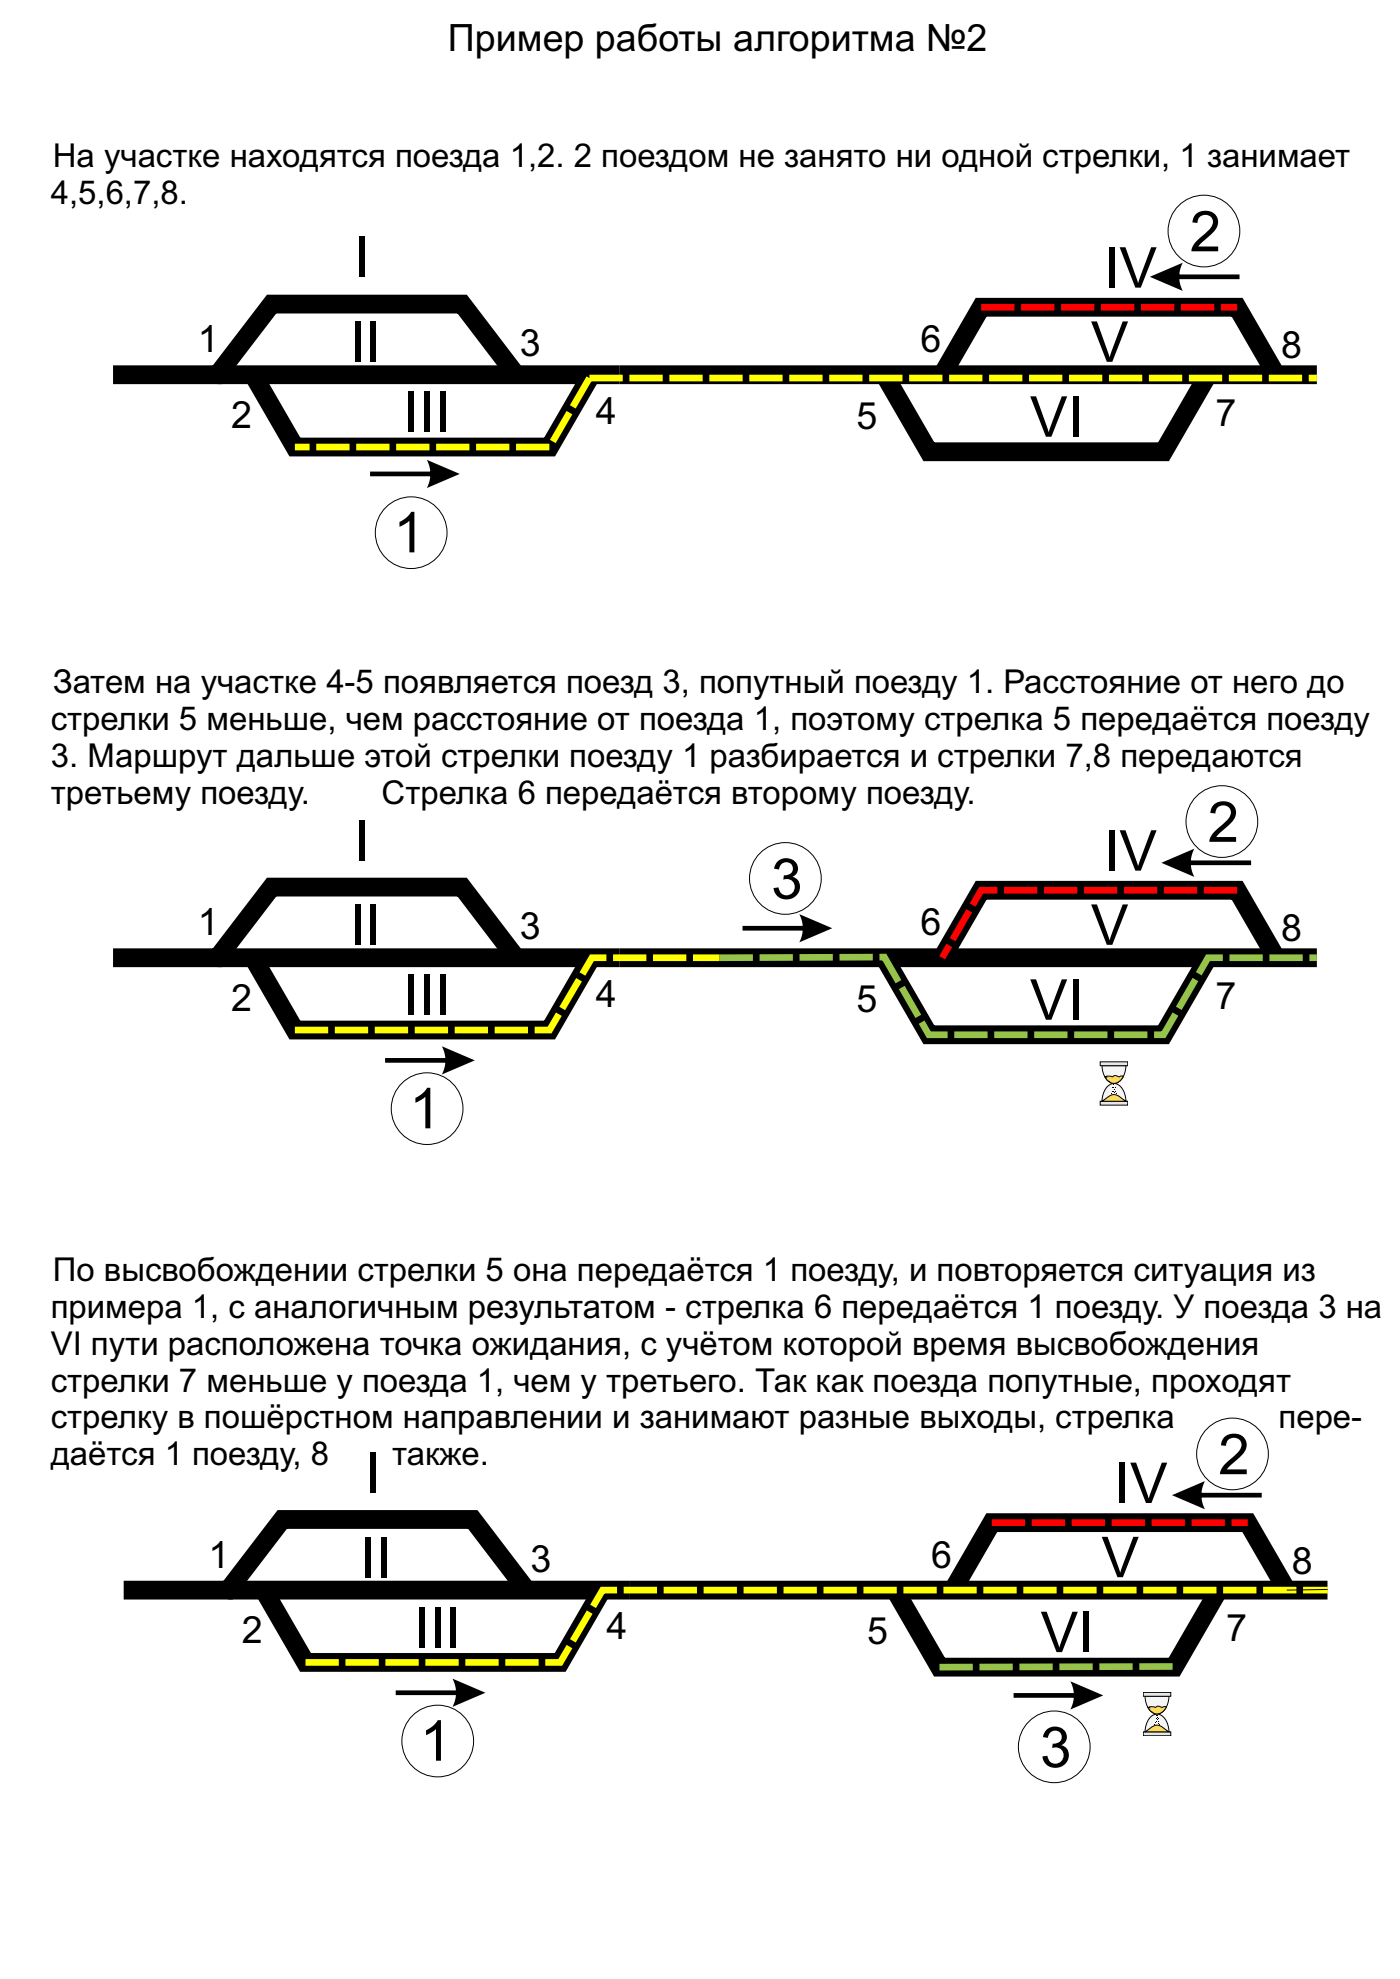 Пример работы алгоритма №2
На участке находятся поезда 1,2. 2 поездом не занято ни одной стрелки, 1 занимает
4,5,6,7,8.
2
I
IV
1
II
3
6
V
8
2
III
4
5
VI
7
1
Затем на участке 4-5 появляется поезд 3, попутный поезду 1. Расстояние от него до
стрелки 5 меньше, чем расстояние от поезда 1, поэтому стрелка 5 передаётся поезду
3. Маршрут дальше этой стрелки поезду 1 разбирается и стрелки 7,8 передаются
третьему поезду. Стрелка 6 передаётся второму поезду.
2
I
IV
3
1
II
3
6
V
8
2
III
4
5
VI
7
1
По высвобождении стрелки 5 она передаётся 1 поезду, и повторяется ситуация из
примера 1, с аналогичным результатом - стрелка 6 передаётся 1 поезду. У поезда 3 на
VI пути расположена точка ожидания, с учётом которой время высвобождения
стрелки 7 меньше у поезда 1, чем у третьего. Так как поезда попутные, проходят
стрелку в пошёрстном направлении и занимают разные выходы, стрелка пере-
даётся 1 поезду, 8 также.
2
I
IV
1
II
3
6
V
8
2
III
4
5
VI
7
1
3